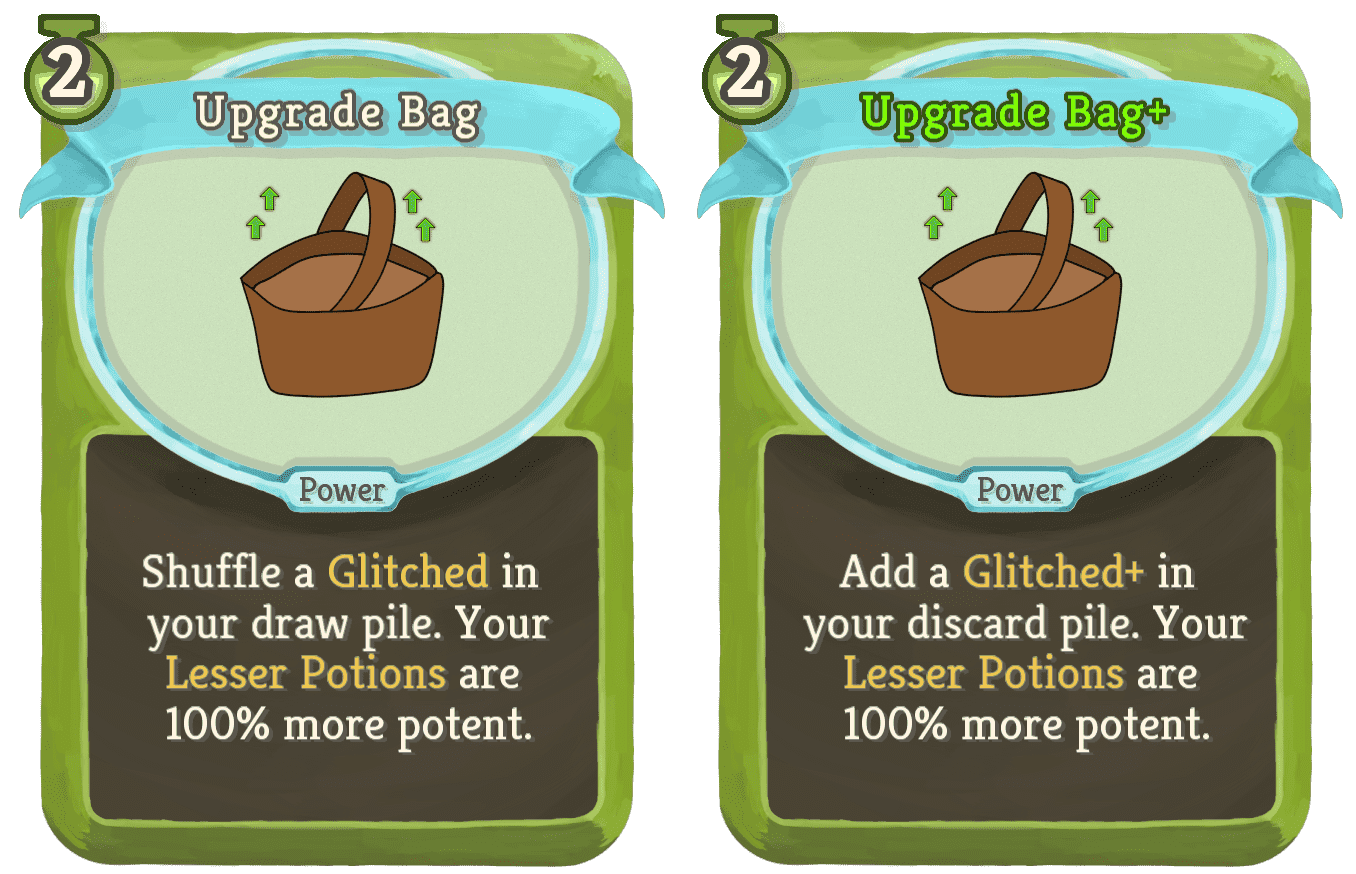 2
Upgrade Bag
Power
Shuffle a Glitched in
your draw pile. Your
Lesser Potions are
100% more potent.
2
Upgrade Bag+
Power
Add a Glitched+ in
your discard pile. Your
Lesser Potions are
100% more potent.